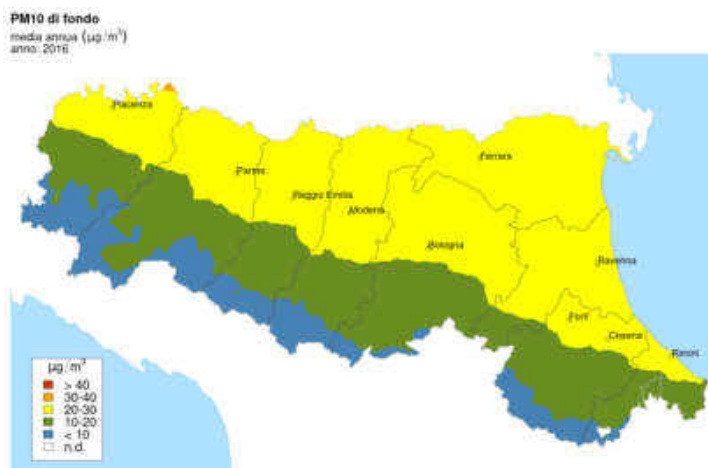 PM10 di fondo
media annua (µg/m³)
anno: 2016
Piacenza
Parma
Reggio Emilia
Modena
Ferrara
Bologna
Ravenna
Forlì
Cesena
Rimini
µg/m³
> 40
30-40
20-30
10-20
< 10
n.d.